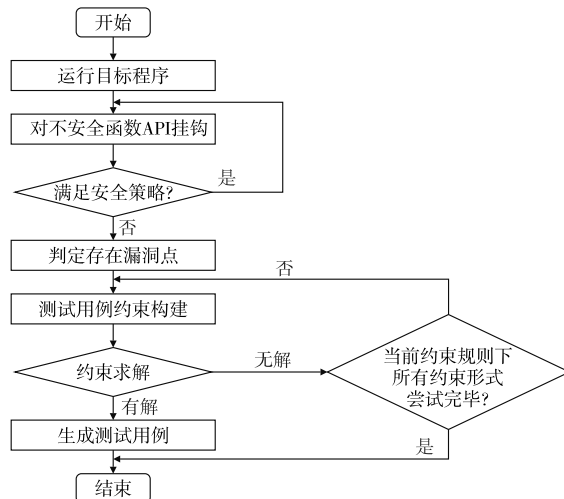 开始
运行目标程序
对不安全函数API挂钩
满足安全策略?
是
否
判定存在漏洞点
否
测试用例约束构建
约束求解
无解
当前约束规则下
所有约束形式
尝试完毕?
有解
是
生成测试用例
结束